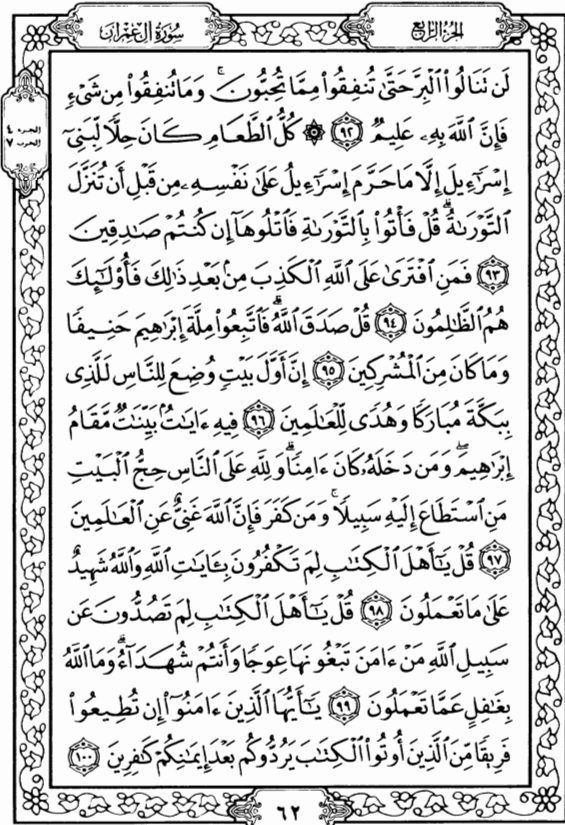 الجزء الرابع
سورة آل عمران
الجزء ٤
الحزب ٧
لَن تَنَالُوا۟ ٱلْبِرَّ حَتَّىٰ تُنفِقُوا۟ مِمَّا تُحِبُّونَ ۚ وَمَا تُنفِقُوا۟ مِن شَىْءٍ
فَإِنَّ ٱللَّهَ بِهِۦ عَلِيمٌ ٩٢ ۞ كُلُّ ٱلطَّعَامِ كَانَ حِلًّا لِّبَنِىٓ
إِسْرَٰٓءِيلَ إِلَّا مَا حَرَّمَ إِسْرَٰٓءِيلُ عَلَىٰ نَفْسِهِۦ مِن قَبْلِ أَن تُنَزَّلَ
ٱلتَّوْرَىٰةُ ۗ قُلْ فَأْتُوا۟ بِٱلتَّوْرَىٰةِ فَٱتْلُوهَآ إِن كُنتُمْ صَٰدِقِينَ
٩٣ فَمَنِ ٱفْتَرَىٰ عَلَى ٱللَّهِ ٱلْكَذِبَ مِنۢ بَعْدِ ذَٰلِكَ فَأُو۟لَٰٓئِكَ
هُمُ ٱلظَّٰلِمُونَ ٩٤ قُلْ صَدَقَ ٱللَّهُ ۗ فَٱتَّبِعُوا۟ مِلَّةَ إِبْرَٰهِيمَ حَنِيفًا
وَمَا كَانَ مِنَ ٱلْمُشْرِكِينَ ٩٥ إِنَّ أَوَّلَ بَيْتٍ وُضِعَ لِلنَّاسِ لَلَّذِى
بِبَكَّةَ مُبَارَكًا وَهُدًى لِّلْعَٰلَمِينَ ٩٦ فِيهِ ءَايَٰتٌۢ بَيِّنَٰتٌ مَّقَامُ
إِبْرَٰهِيمَ ۖ وَمَن دَخَلَهُۥ كَانَ ءَامِنًا ۗ وَلِلَّهِ عَلَى ٱلنَّاسِ حِجُّ ٱلْبَيْتِ
مَنِ ٱسْتَطَاعَ إِلَيْهِ سَبِيلًا ۚ وَمَن كَفَرَ فَإِنَّ ٱللَّهَ غَنِىٌّ عَنِ ٱلْعَٰلَمِينَ
٩٧ قُلْ يَٰٓأَهْلَ ٱلْكِتَٰبِ لِمَ تَكْفُرُونَ بِـَٔايَٰتِ ٱللَّهِ وَٱللَّهُ شَهِيدٌ
عَلَىٰ مَا تَعْمَلُونَ ٩٨ قُلْ يَٰٓأَهْلَ ٱلْكِتَٰبِ لِمَ تَصُدُّونَ عَن
سَبِيلِ ٱللَّهِ مَنْ ءَامَنَ تَبْغُونَهَا عِوَجًا وَأَنتُمْ شُهَدَآءُ ۗ وَمَا ٱللَّهُ
بِغَٰفِلٍ عَمَّا تَعْمَلُونَ ٩٩ يَٰٓأَيُّهَا ٱلَّذِينَ ءَامَنُوٓا۟ إِن تُطِيعُوا۟
فَرِيقًا مِّنَ ٱلَّذِينَ أُوتُوا۟ ٱلْكِتَٰبَ يَرُدُّوكُم بَعْدَ إِيمَٰنِكُمْ كَٰفِرِينَ ١٠٠
٦٢